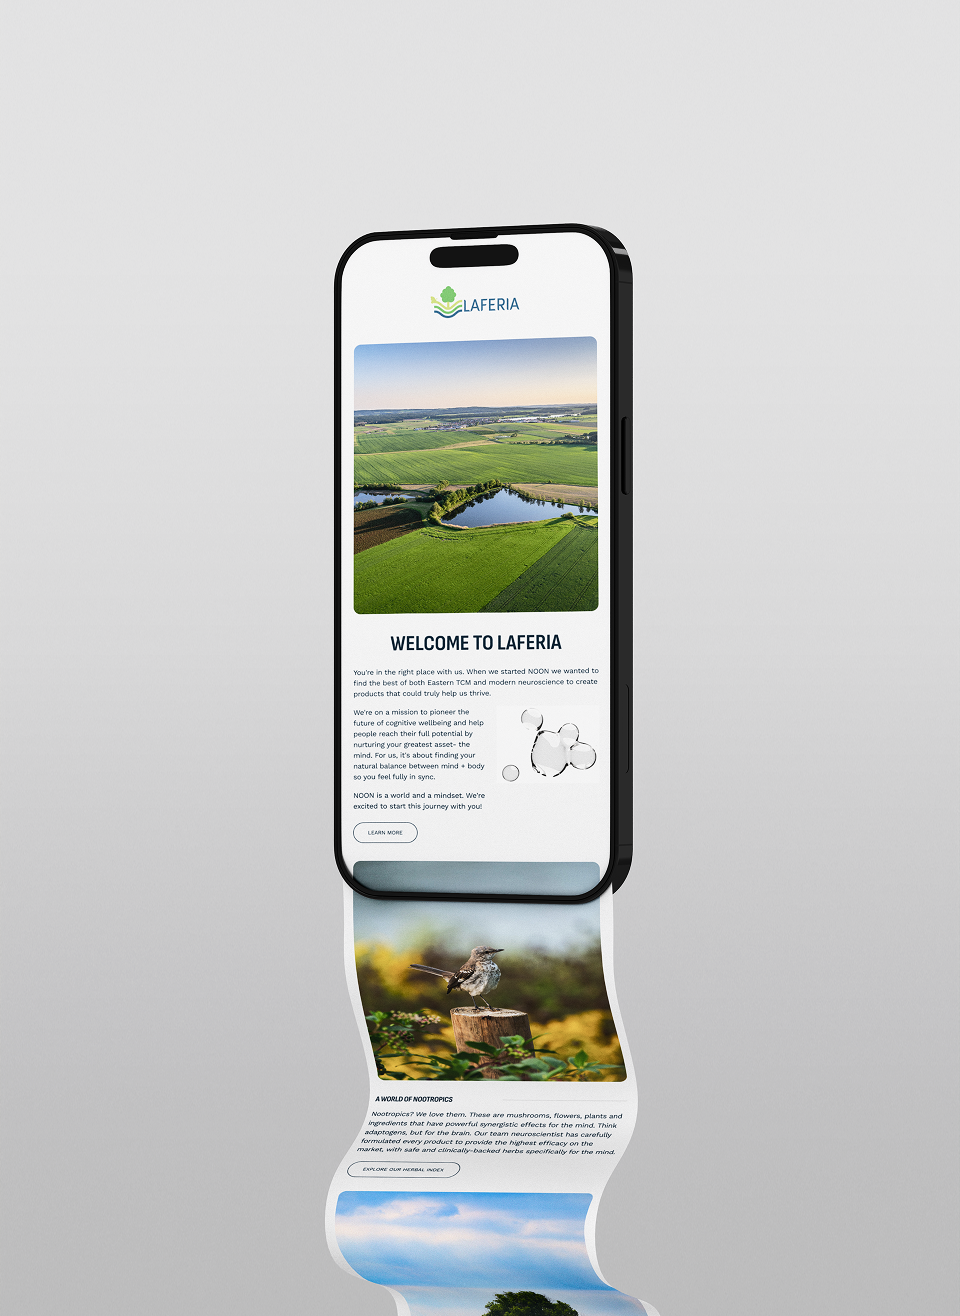 LAFERIA
WELCOME TO LAFERIA
You're in the right place with us. When we started NOON we wanted to
find the best of both Eastern TCM and modern neuroscience to create
products that could truly help us thrive.
We're on a mission to pioneer the
future of cognitive wellbeing and help
people reach their full potential by
nurturing your greatest asset- the
mind. For us, it's about finding your
natural balance between mind + body
so you feel fully in sync.
NOON is a world and a mindset. We're
excited to start this journey with you!
LEARN MORE
A WORLD OF NOOTROPICS
Nootropics? We love them. These are mushrooms, flowers, plants and
ingredients that have powerful synergistic effects for the mind. Think
adaptogens, but for the brain. Our team neuroscientist has carefully
formulated every product to provide the highest efficacy on the
market, with safe and clinically-backed herbs specifically for the mind.
EXPLORE OUR HERBAL INDEX